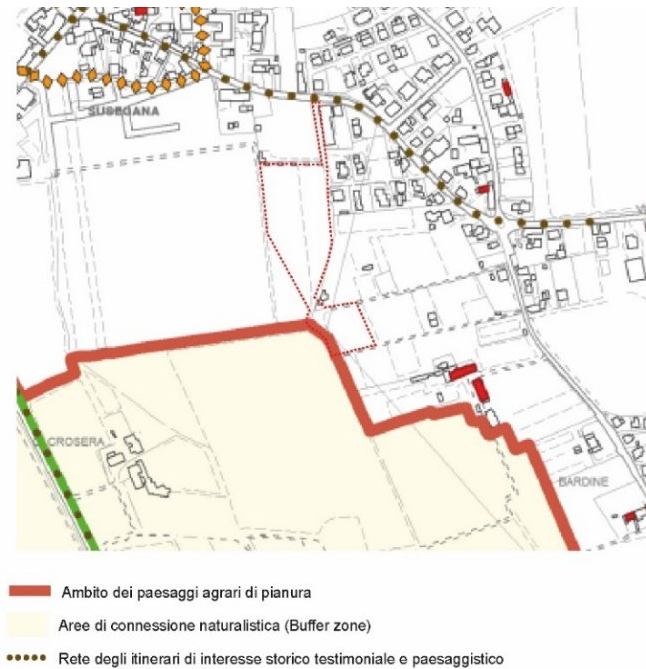 SUSEGANA
CROSERA
BARDINE
Ambito dei paesaggi agrari di pianura
Aree di connessione naturalistica (Buffer zone)
Rete degli itinerari di interesse storico testimoniale e paesaggistico